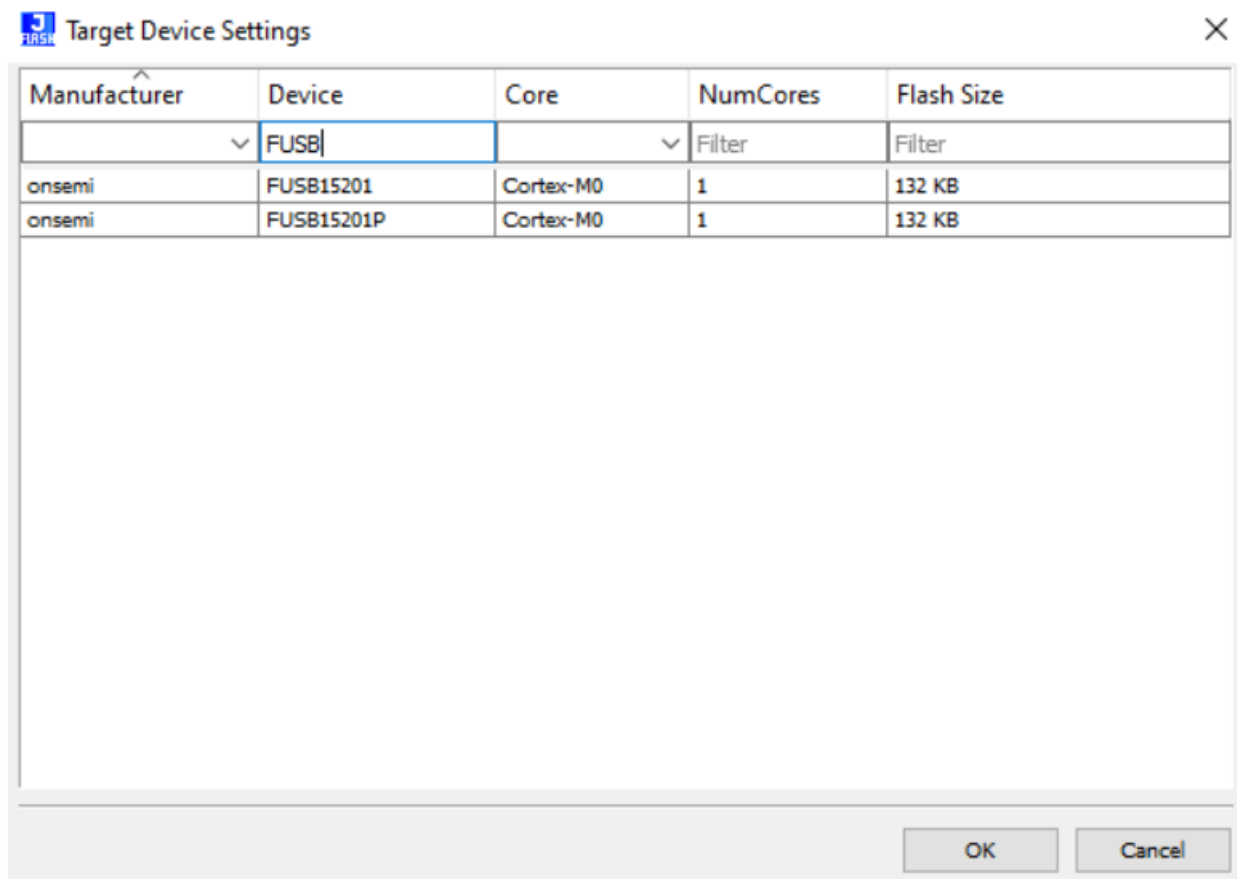 J FLASH Target Device Settings
Manufacturer Device Core NumCores Flash Size
FUSB Filter Filter
onsemi FUSB15201 Cortex-M0 1 132 KB
onsemi FUSB15201P Cortex-M0 1 132 KB
OK Cancel